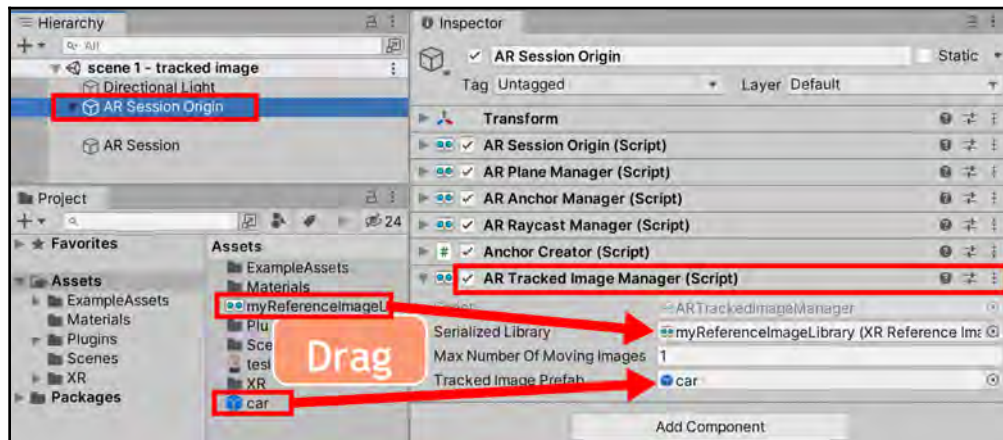 Hierarchy
All
scene 1 - tracked image
Directional Light
AR Session Origin
AR Session
Project
24
Favorites
Assets
ExampleAssets
Materials
Plugins
Scenes
XR
Packages
Assets
ExampleAssets
Materials
myReferenceImageL
Plu
Sce
test
XR
car
Drag
Inspector
AR Session Origin
Static
Tag Untagged Layer Default
Transform
AR Session Origin (Script)
AR Plane Manager (Script)
AR Anchor Manager (Script)
AR Raycast Manager (Script)
# Anchor Creator (Script)
AR Tracked Image Manager (Script)
ARTrackedImageManager
Serialized Library myReferenceImageLibrary (XR Reference Ima
Max Number Of Moving Images 1
Tracked Image Prefab car
Add Component